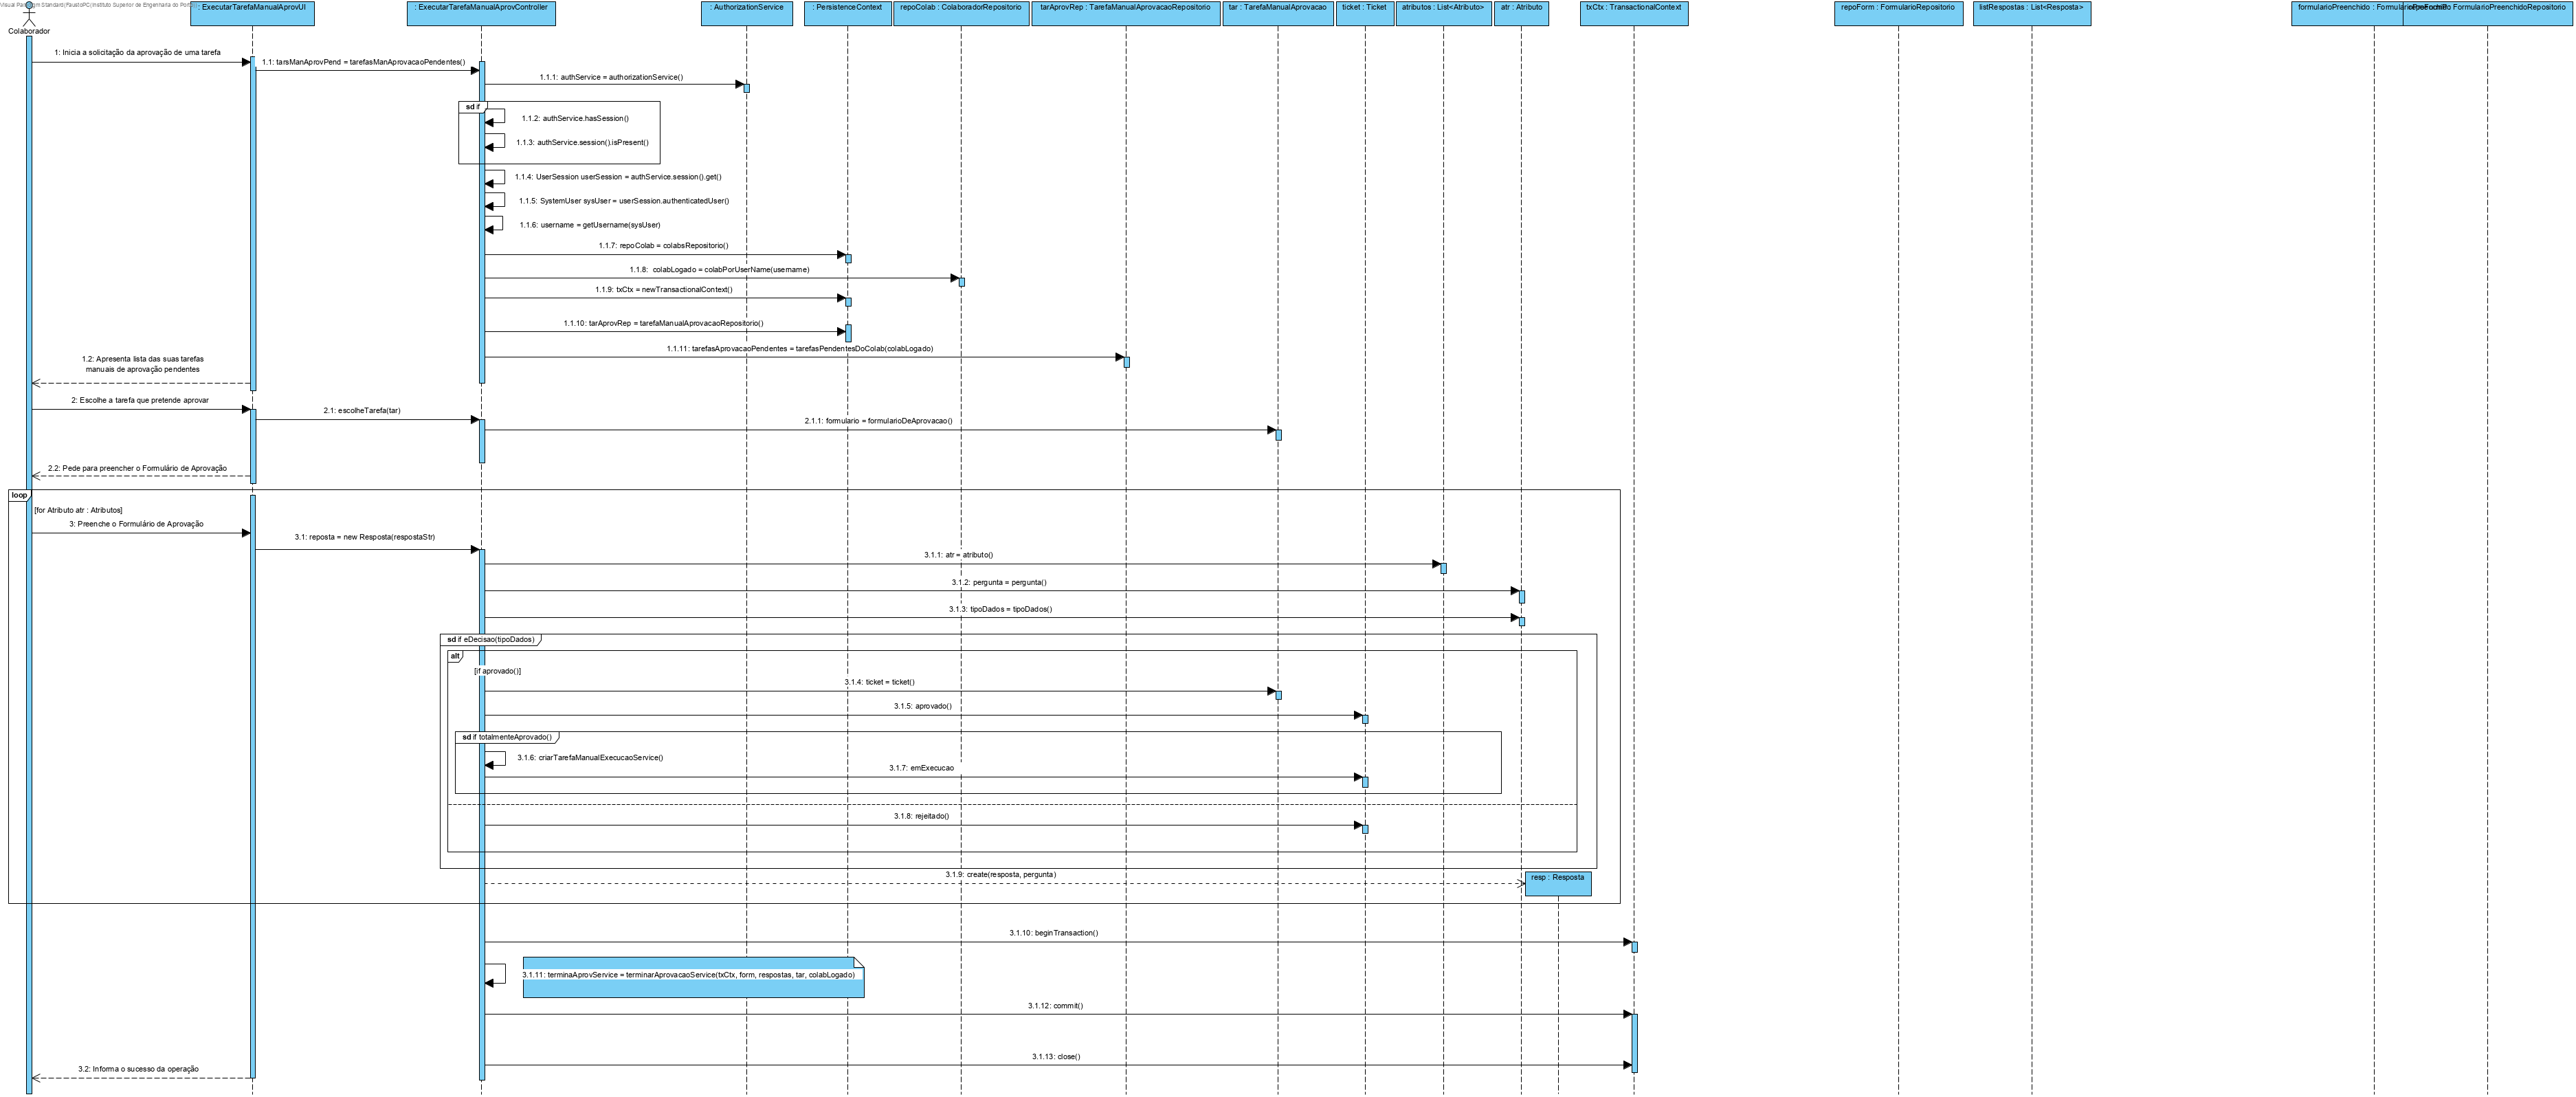 Visual Paradigm Standard(FaustoPC(Instituto Superior de Engenharia do Porto
: ExecutarTarefaManualAprovUI
: ExecutarTarefaManualAprovController
: AuthorizationService
: PersistenceContext
repoColab : ColaboradorRepositorio
tarAprovRep : TarefaManualAprovacaoRepositorio
tar : TarefaManualAprovacao
ticket : Ticket
atributos : List<Atributo>
atr : Atributo
txCtx : TransactionalContext
repoForm : FormularioRepositorio
listRespostas : List<Resposta>
formularioPreenchido :
FormularioPreenchidoRepositorio
Colaborador
1: Inicia a solicitação da aprovação de uma tarefa
1.1: tarsManAprovPend = tarefasManAprovacaoPendentes()
1.1.1: authService = authorizationService()
sd if
1.1.2: authService.hasSession()
1.1.3: authService.session().isPresent()
1.1.4: UserSession userSession = authService.session().get()
1.1.5: SystemUser sysUser = userSession.authenticatedUser()
1.1.6: username = getUsername(sysUser)
1.1.7: repoColab = colabsRepositorio()
1.1.8: colabLogado = colabPorUserName(username)
1.1.9: txCtx = newTransactionalContext()
1.1.10: tarAprovRep = tarefaManualAprovacaoRepositorio()
1.1.11: tarefasAprovacaoPendentes = tarefasPendentesDoColab(colabLogado)
1.2: Apresenta lista das suas tarefas
manuais de aprovação pendentes
2: Escolhe a tarefa que pretende aprovar
2.1: escolheTarefa(tar)
2.1.1: formulario = formularioDeAprovacao()
2.2: Pede para preencher o Formulário de Aprovação
loop
[for Atributo atr : Atributos]
3: Preenche o Formulário de Aprovação
3.1: reposta = new Resposta(respostaStr)
3.1.1: atr = atributo()
3.1.2: pergunta = pergunta()
3.1.3: tipoDados = tipoDados()
sd if eDecisao(tipoDados)
alt
[if aprovado()]
3.1.4: ticket = ticket()
3.1.5: aprovado()
sd if totalmenteAprovado()
3.1.6: criarTarefaManualExecucaoService()
3.1.7: emExecucao
3.1.8: rejeitado()
3.1.9: create(resposta, pergunta)
resp : Resposta
3.1.10: beginTransaction()
3.1.11: terminaAprovService = terminarAprovacaoService(txCtx, form, respostas, tar, colabLogado)
3.1.12: commit()
3.1.13: close()
3.2: Informa o sucesso da operação